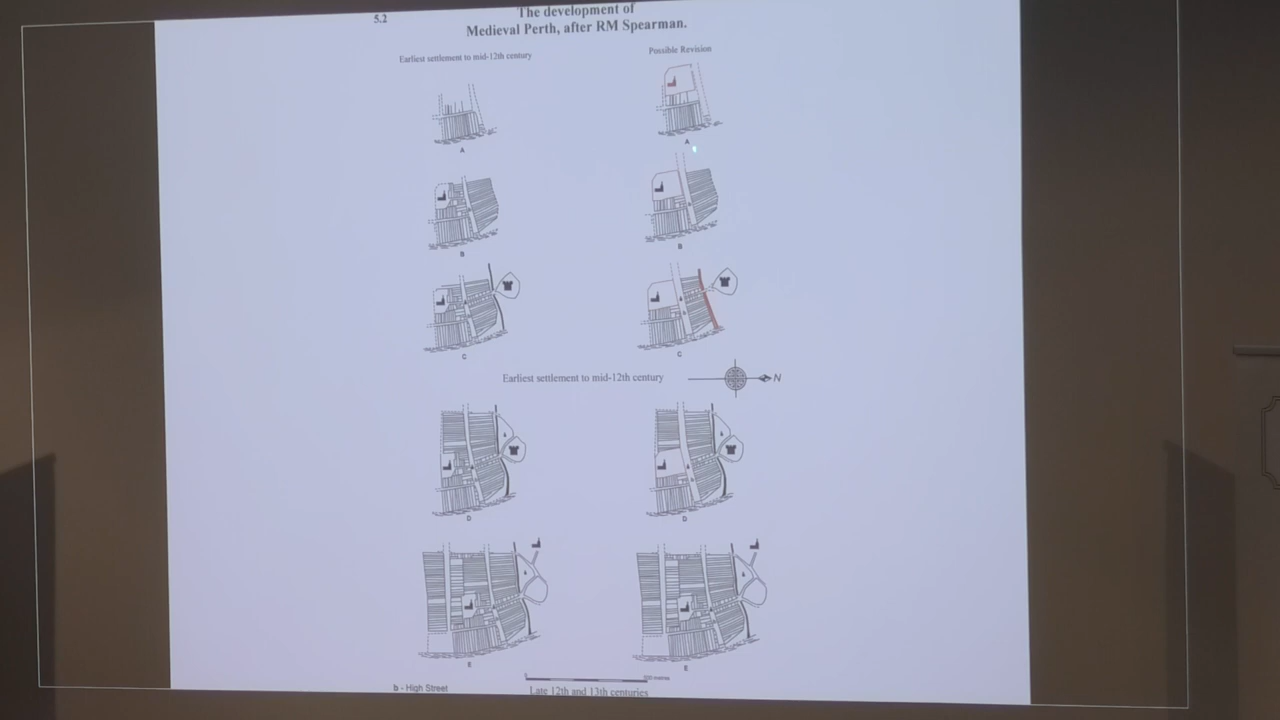 5.2
The development of
Medieval Perth, after RM Spearman.
Earliest settlement to mid-12th century
Possible Revision
A
A
B
B
C
C
Earliest settlement to mid-12th century
N
D
D
E
E
b - High Street
Late 12th and 13th centuries